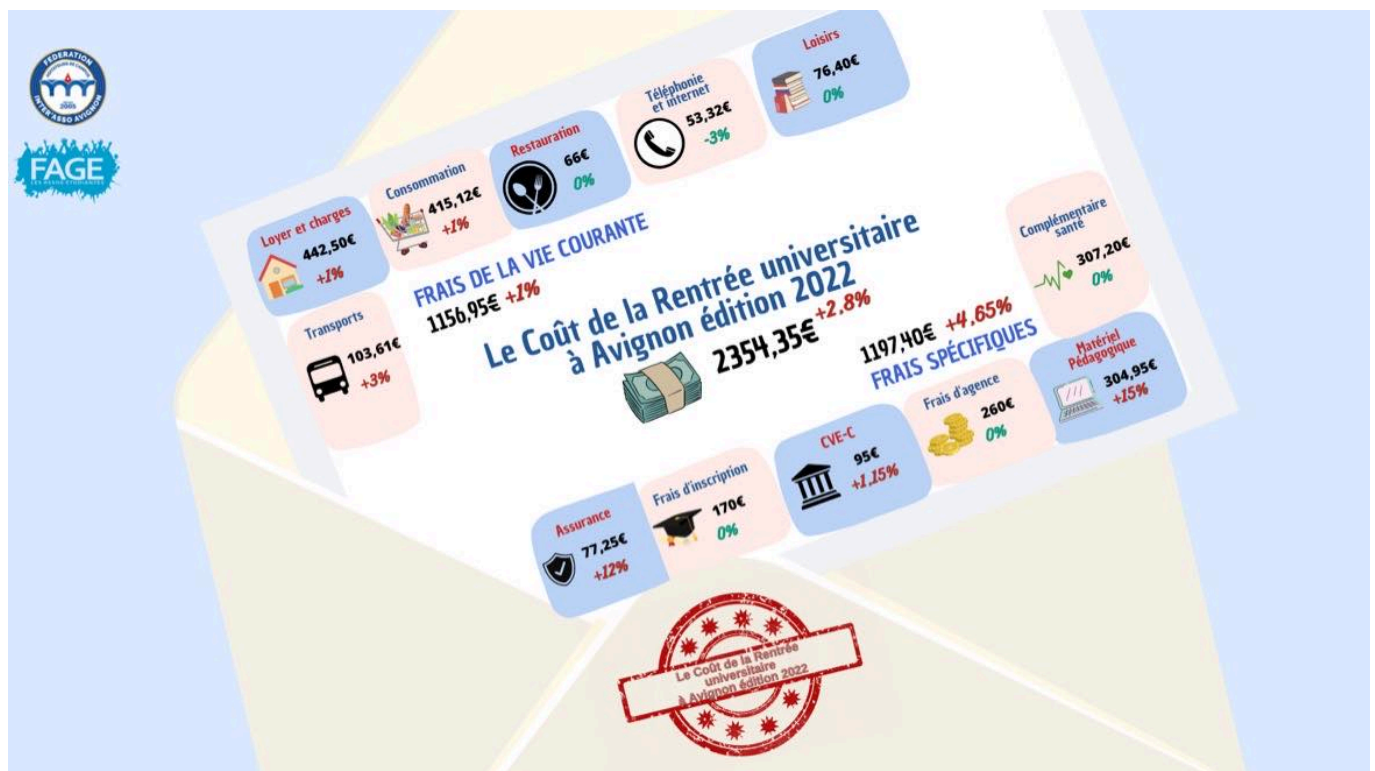 FEDERATION
INTER'ASSO AVIGNON
2005
FAGE
Loyer et charges
442,50€
+1%
Consommation
415,12€
+1%
Restauration
66€
0%
Téléphonie
et internet
53,32€
-3%
Loisirs
76,40€
0%
Transports
103,61€
+3%
FRAIS DE LA VIE COURANTE
1156,95€ +1%
Le Coût de la Rentrée universitaire
à Avignon édition 2022
2354,35€ +2,8%
1197,40€ +4,65%
FRAIS SPÉCIFIQUES
Complémentaire
santé
307,20€
0%
Matériel
Pédagogique
304,95€
+15%
Frais d'agence
260€
0%
CVE-C
95€
+1,15%
Frais d'inscription
170€
0%
Assurance
77,25€
+12%
Le Coût de la Rentrée
universitaire
à Avignon édition 2022